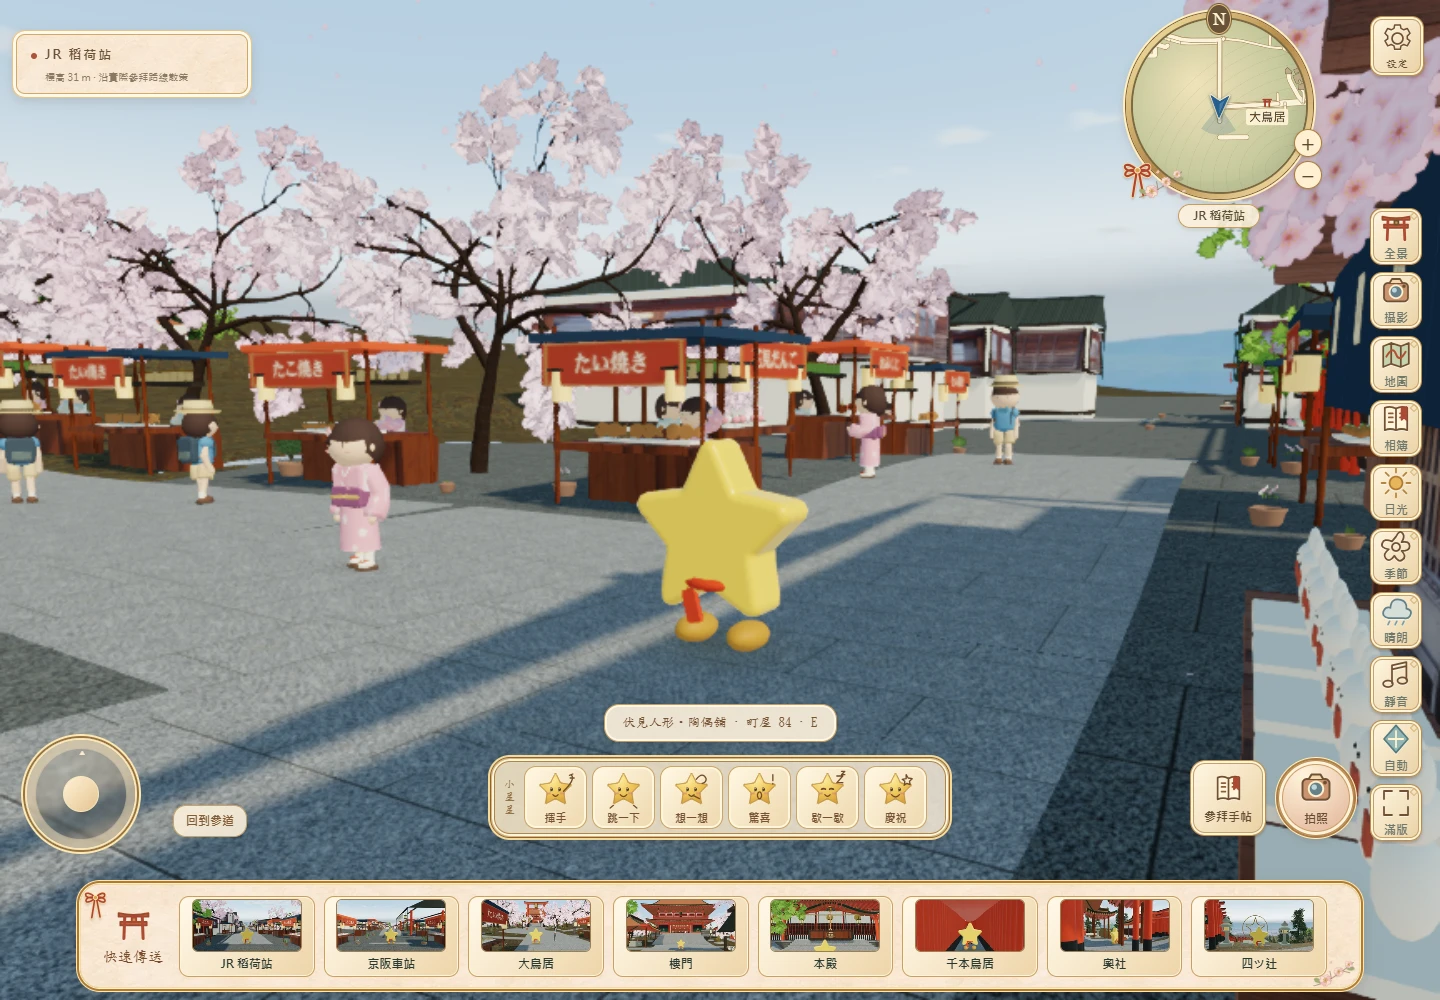 JR 稻荷站
標高 31 m · 沿實際參拜路線散策
N
大鳥居
+
−
JR 稻荷站
設定
全景
攝影
地圖
相簿
日光
季節
晴朗
靜音
自動
滿版
たい焼き
たこ焼き
たい焼き
伏見人形・陶偶舖 · 町屋 84 · E
小星星
揮手
跳一下
想一想
驚喜
歇一歇
慶祝
回到參道
參拜手帖
拍照
快速傳送
JR 稻荷站
京阪車站
大鳥居
樓門
本殿
千本鳥居
奧社
四ツ辻